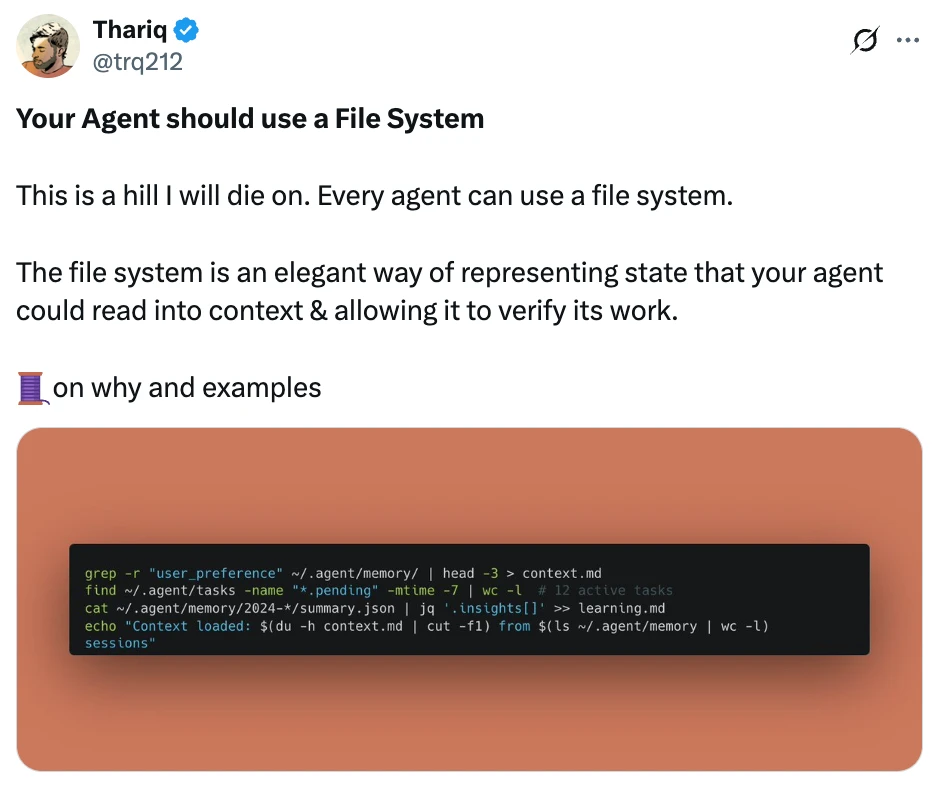 Thariq
@trq212
Your Agent should use a File System
This is a hill I will die on. Every agent can use a file system.
The file system is an elegant way of representing state that your agent
could read into context & allowing it to verify its work.
🧵on why and examples
grep -r "user_preference" ~/.agent/memory/ | head -3 > context.md
find ~/.agent/tasks -name "*.pending" -mtime -7 | wc -l  # 12 active tasks
cat ~/.agent/memory/2024-*/summary.json | jq '.insights[]' >> learning.md
echo "Context loaded: $(du -h context.md | cut -f1) from $(ls ~/.agent/memory | wc -l)
sessions"